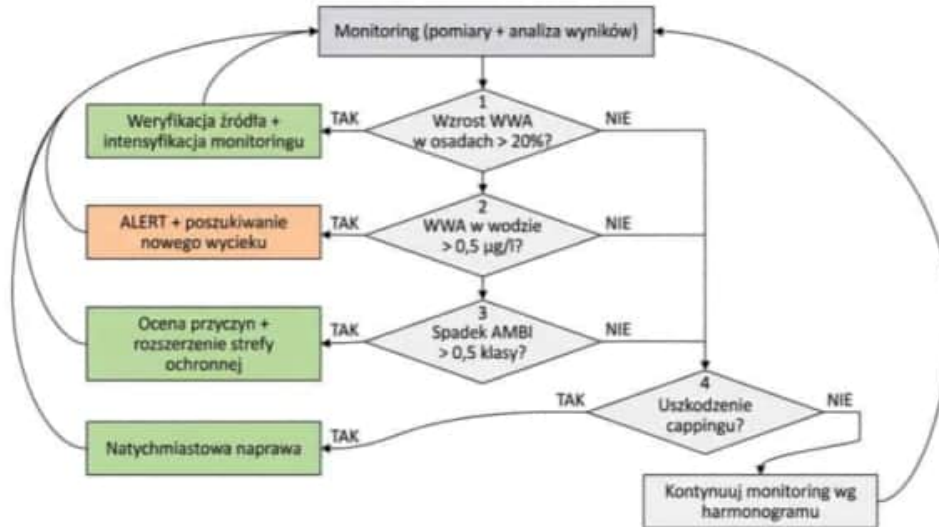 Monitoring (pomiary + analiza wyników)
1
Wzrost WWA
w osadach > 20%?
TAK
NIE
Weryfikacja źródła +
intensyfikacja monitoringu
2
WWA w wodzie
> 0,5 µg/l?
TAK
NIE
ALERT + poszukiwanie
nowego wycieku
3
Spadek AMBI
> 0,5 klasy?
TAK
NIE
Ocena przyczyn +
rozszerzenie strefy
ochronnej
4
Uszkodzenie
cappingu?
TAK
NIE
TAK
Natychmiastowa naprawa
Kontynuuj monitoring wg
harmonogramu